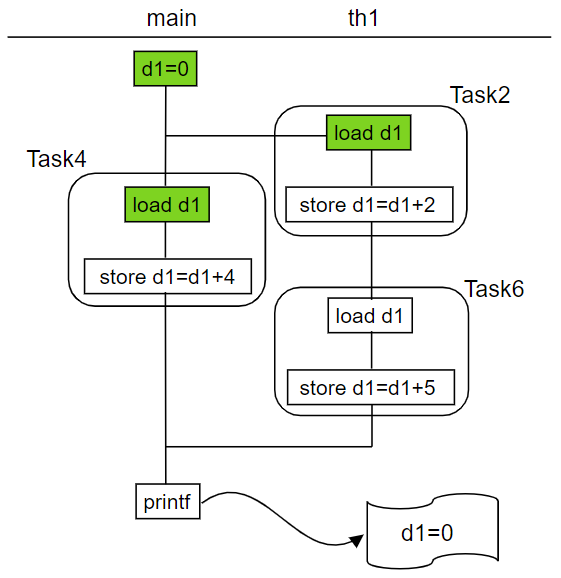 main
th1
d1=0
Task2
load d1
Task4
load d1
store d1=d1+2
store d1=d1+4
Task6
load d1
store d1=d1+5
printf
d1=0